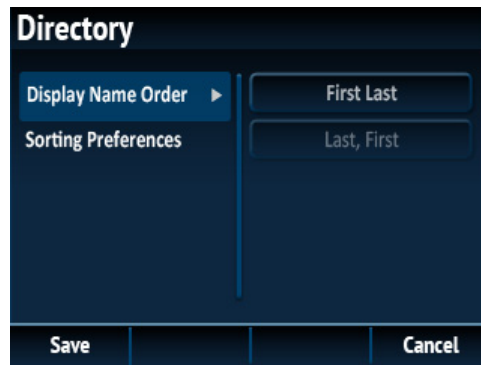 Directory
Display Name Order
First Last
Sorting Preferences
Last, First
Save
Cancel